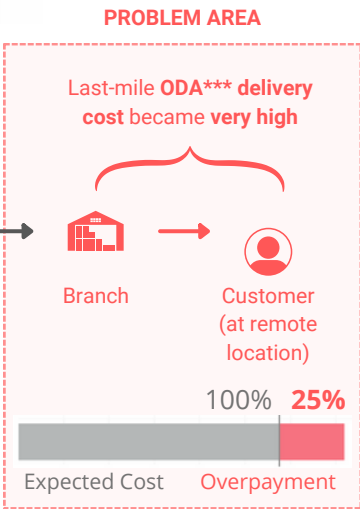 PROBLEM AREA
Last-mile ODA*** delivery
cost became very high
Branch
Customer
(at remote
location)
100% 25%
Expected Cost Overpayment